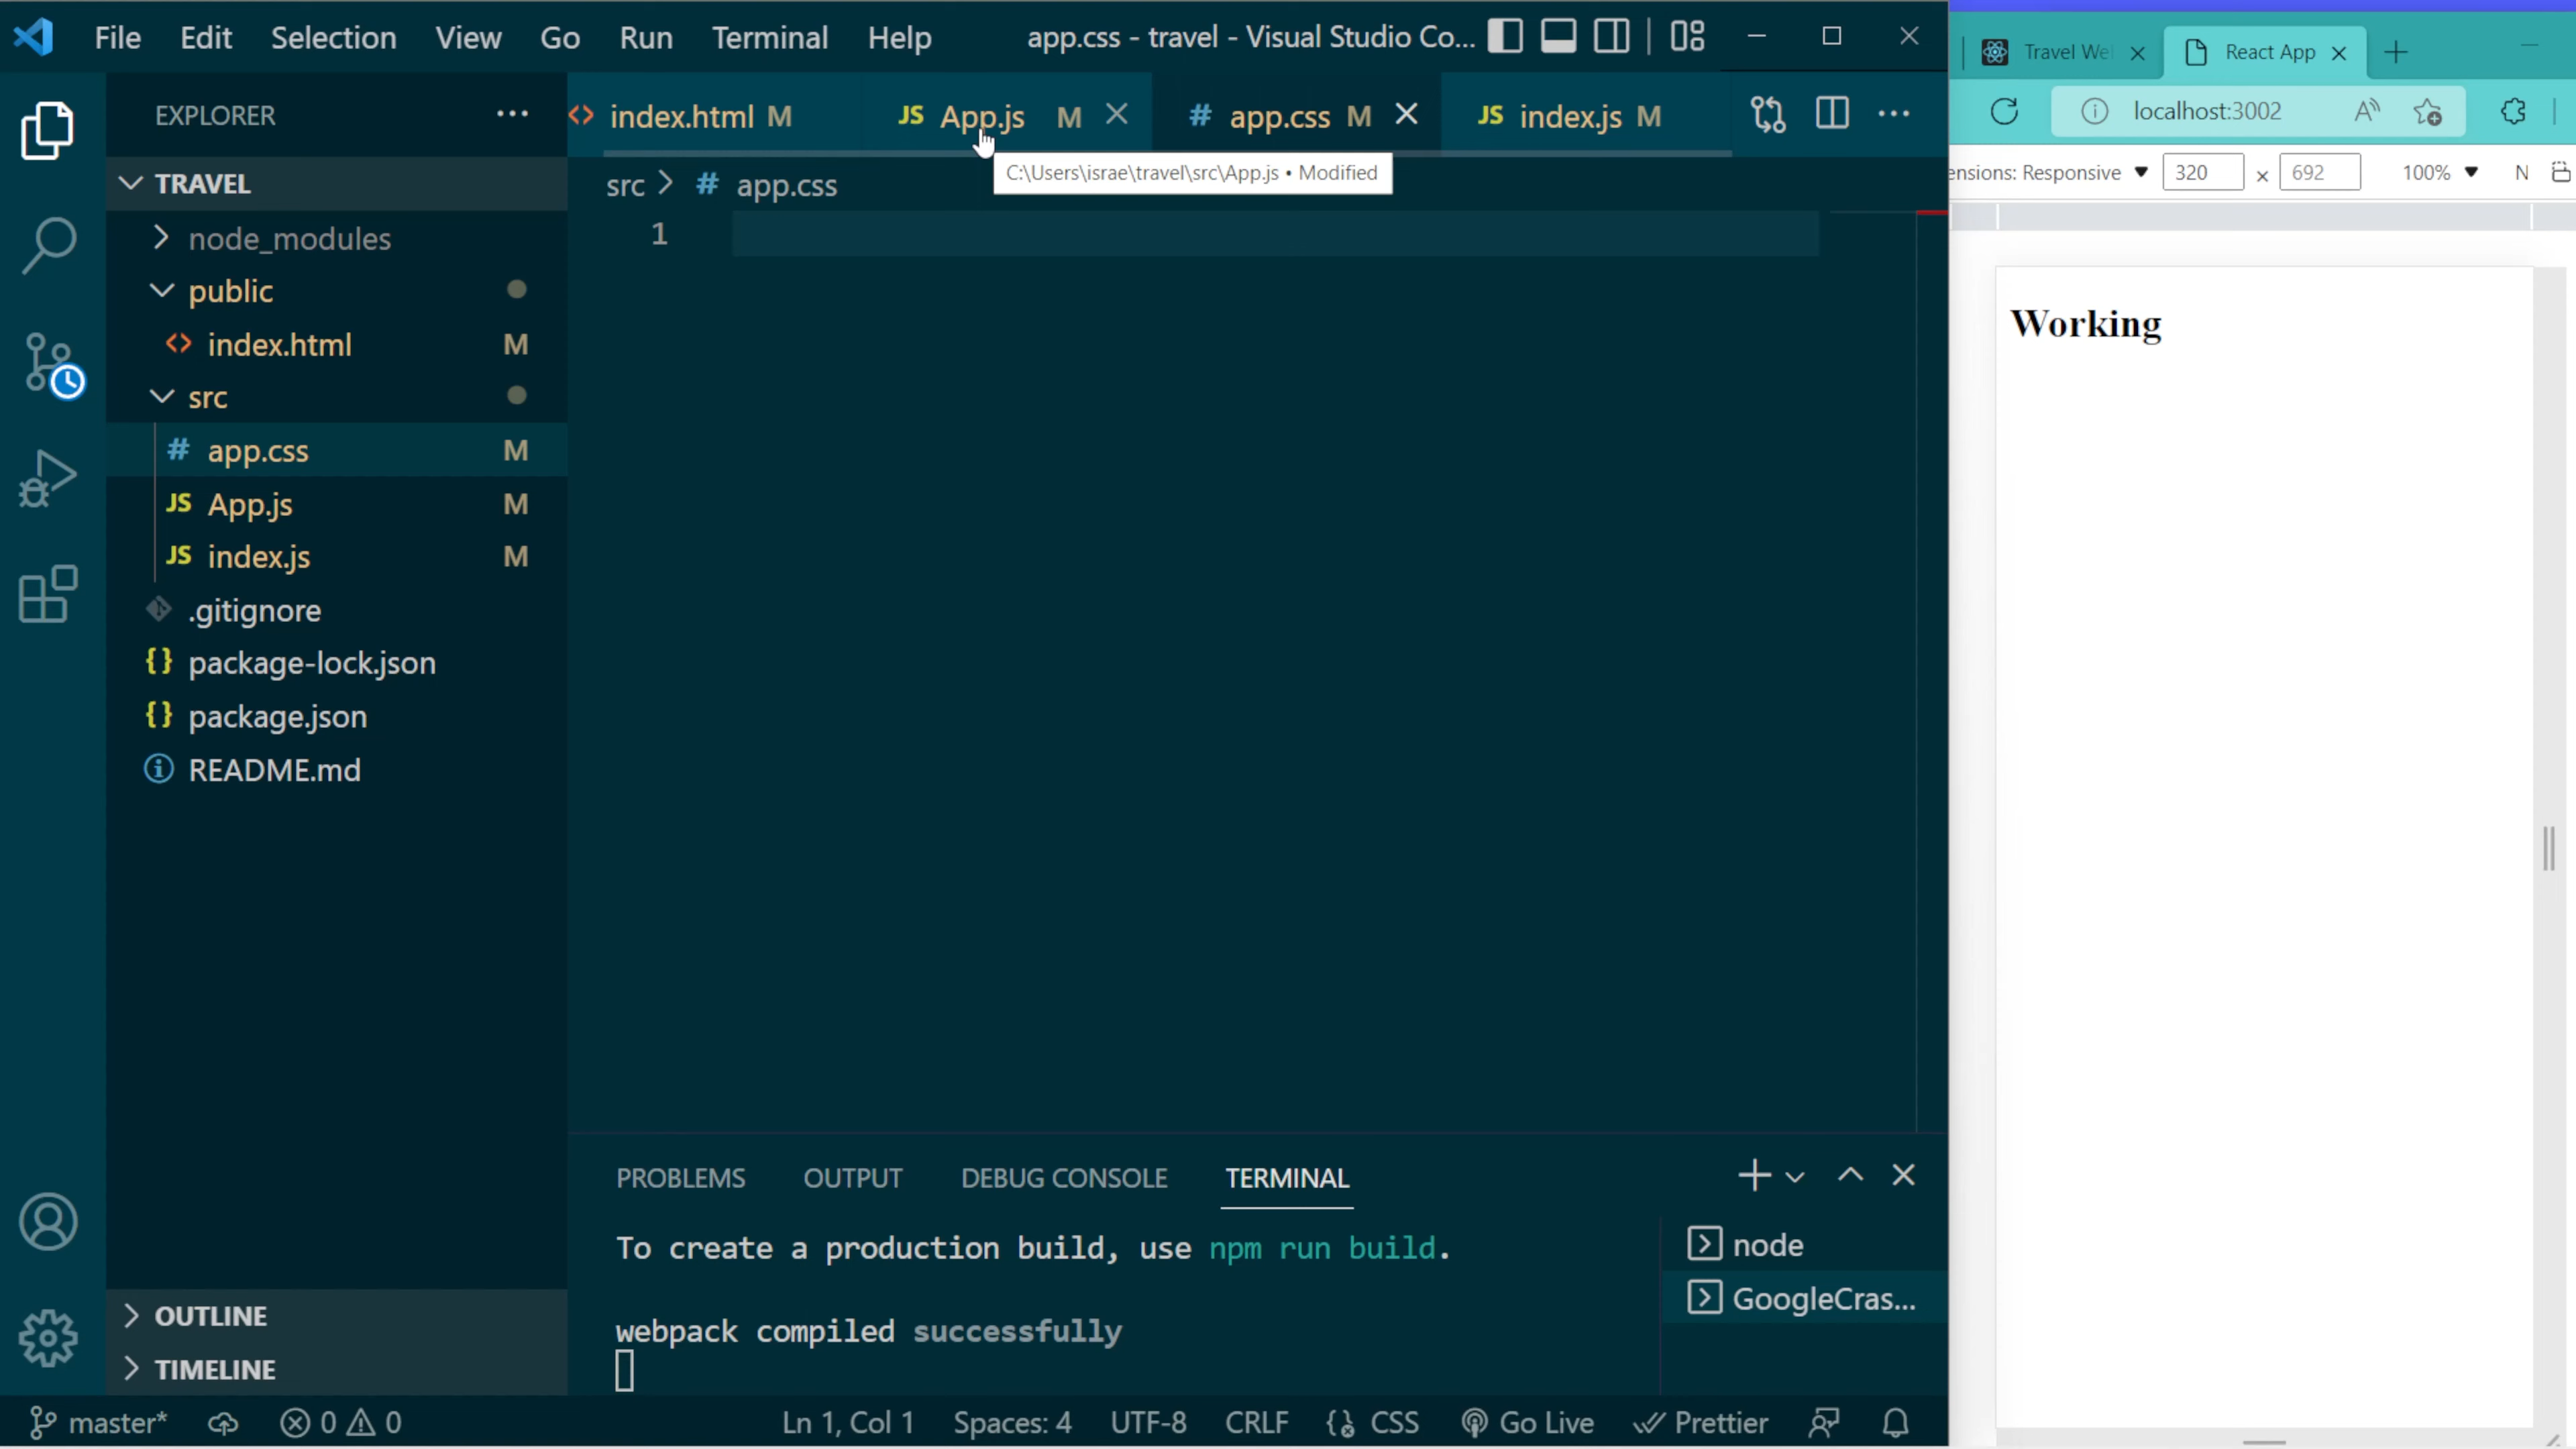 File Edit Selection View Go Run Terminal Help app.css - travel - Visual Studio Co...
EXPLORER
TRAVEL
node_modules
public
<> index.html M
src
# app.css M
JS App.js M
JS index.js M
.gitignore
{} package-lock.json
{} package.json
README.md
OUTLINE
TIMELINE
<> index.html M JS App.js M # app.css M JS index.js M
src > # app.css
C:\Users\israe\travel\src\App.js • Modified
1
PROBLEMS OUTPUT DEBUG CONSOLE TERMINAL
To create a production build, use npm run build.
webpack compiled successfully
node
GoogleCras...
master* 0 0 Ln 1, Col 1 Spaces: 4 UTF-8 CRLF CSS Go Live Prettier
Travel We React App
localhost:3002
ensions: Responsive 320 x 692 100% N
Working